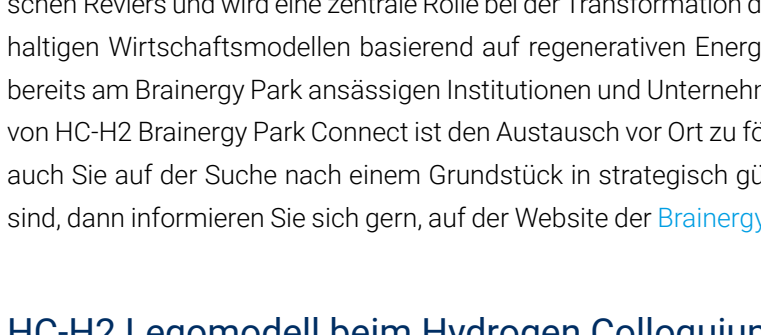 schen Reviers und wird eine zentrale Rolle bei der Transformation
haltigen Wirtschaftsmodellen basierend auf regenerativen Energ
bereits am Brainergy Park ansässigen Institutionen und Unterneh
von HC-H2 Brainergy Park Connect ist den Austausch vor Ort zu fö
auch Sie auf der Suche nach einem Grundstück in strategisch gü
sind, dann informieren Sie sich gern, auf der Website der Brainergy
HC-H2 Legomodell beim Hydrogen Colloquium